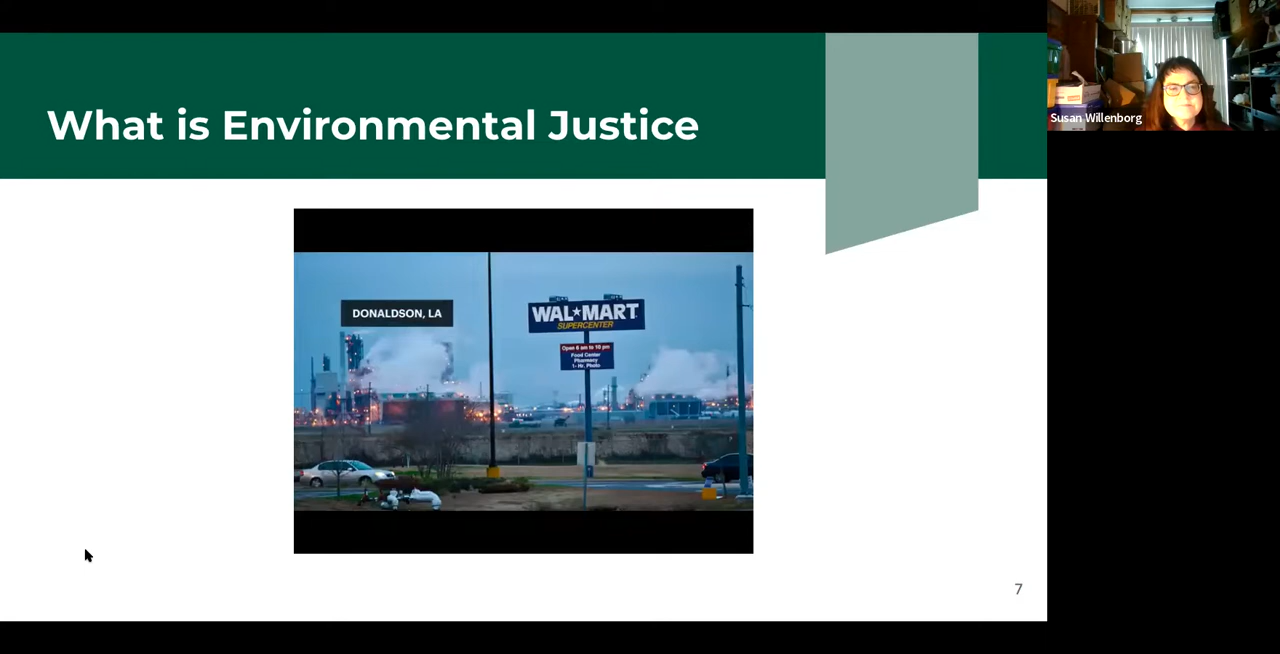 What is Environmental Justice
Susan Willenborg
DONALDSON, LA
WAL★MART
SUPERCENTER
Open 6 am to 10 pm
Food Center
Pharmacy
1- Hr. Photo
7